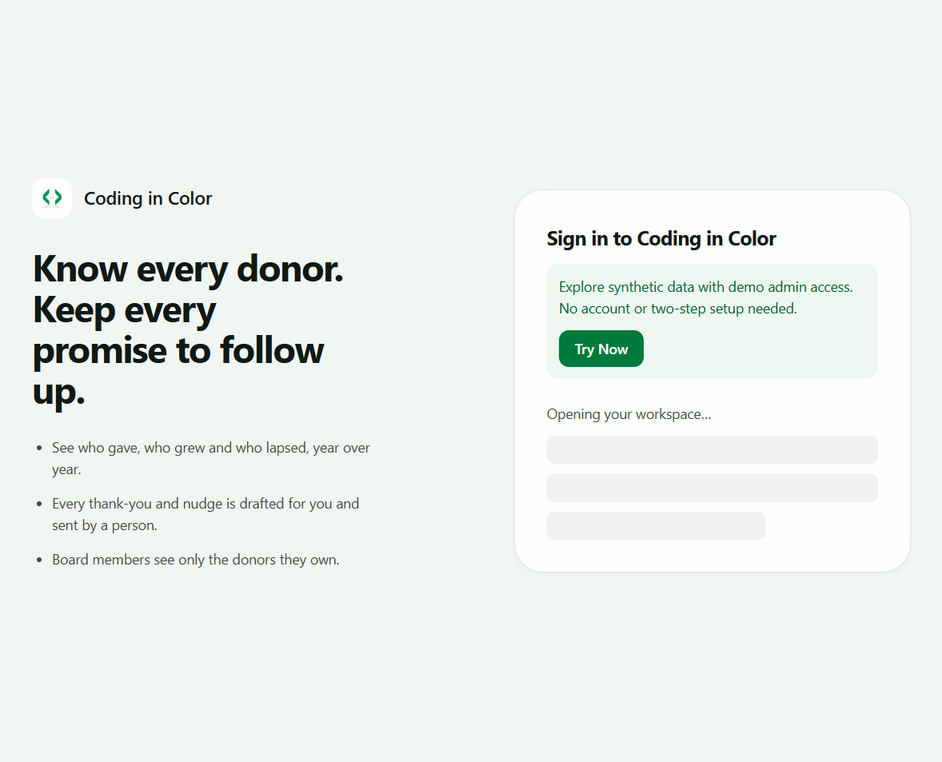 Coding in Color
Know every donor.
Keep every
promise to follow
up.
• See who gave, who grew and who lapsed, year over
year.
• Every thank-you and nudge is drafted for you and
sent by a person.
• Board members see only the donors they own.
Sign in to Coding in Color
Explore synthetic data with demo admin access.
No account or two-step setup needed.
Try Now
Opening your workspace...